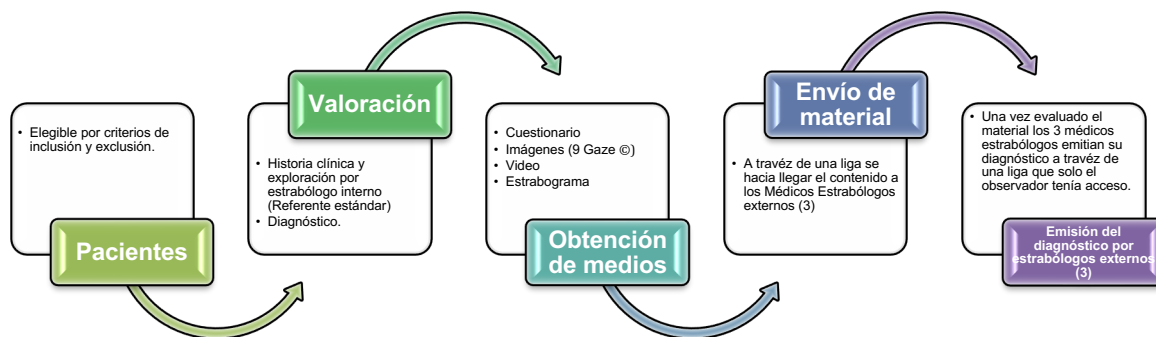 • Elegible por criterios de
inclusión y exclusión.
Pacientes
Valoración
• Historia clínica y
exploración por
estrabólogo interno
(Referente estándar)
• Diagnóstico.
• Cuestionario
• Imágenes (9 Gaze ©)
• Video
• Estrabograma
Obtención
de medios
Envío de
material
• A travéz de una liga se
hacia llegar el contenido a
los Médicos Estrabólogos
externos (3)
• Una vez evaluado el
material los 3 médicos
estrabólogos emitian su
diagnóstico a travéz de
una liga que solo el
observador tenía acceso.
Emisión del
diagnóstico por
estrabólogos externos
(3)